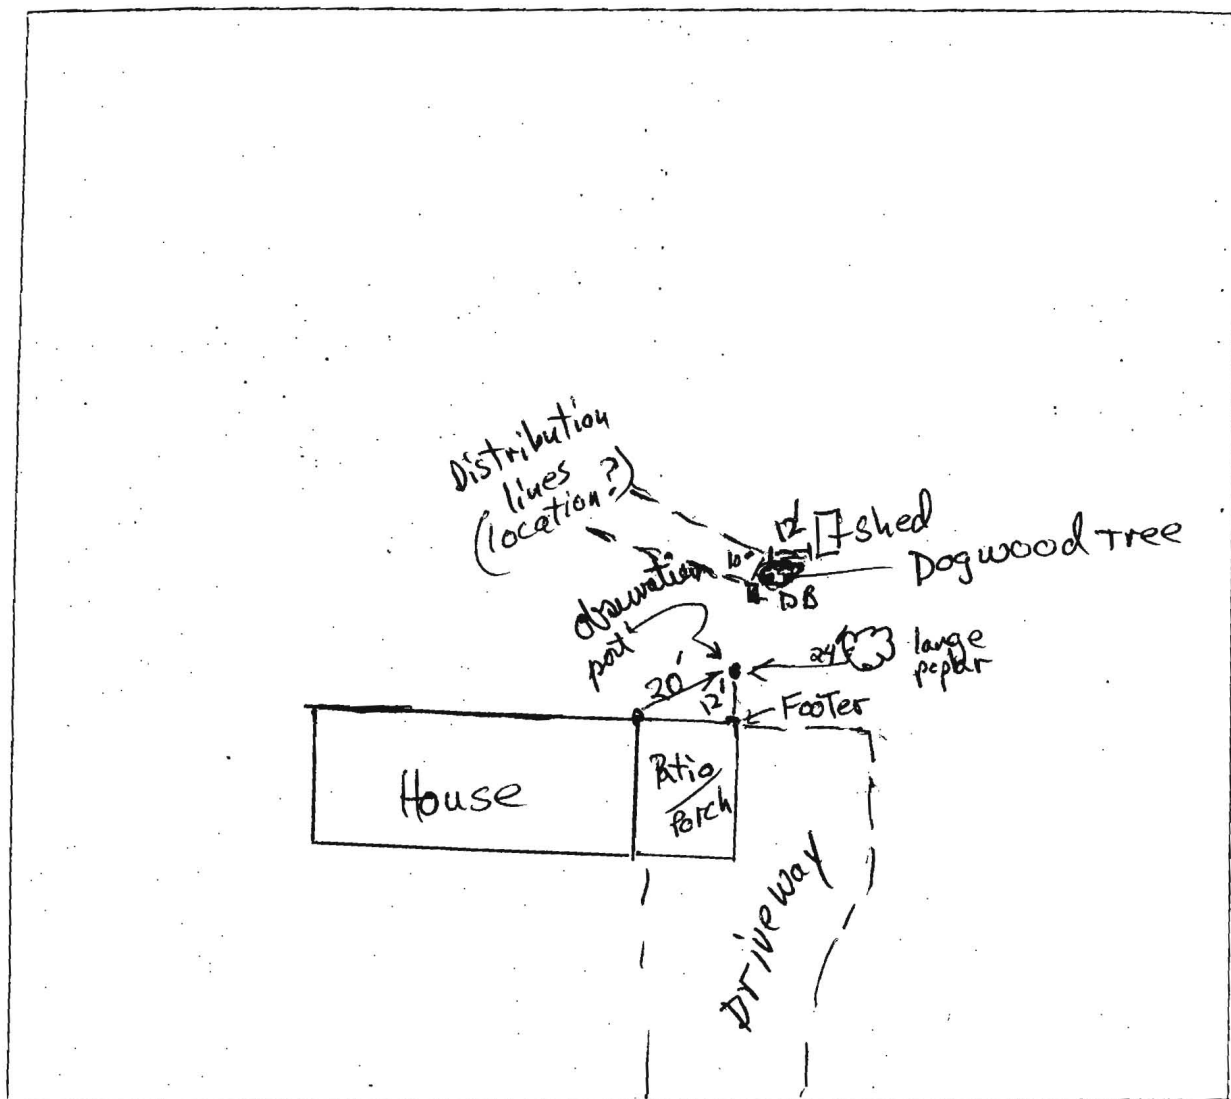 Distribution
lines
(location?)
12'
shed
10"
Dogwood Tree
DB
observation
port
24'
large
poplar
20'
12'
Footer
House
Patio/
Porch
Driveway